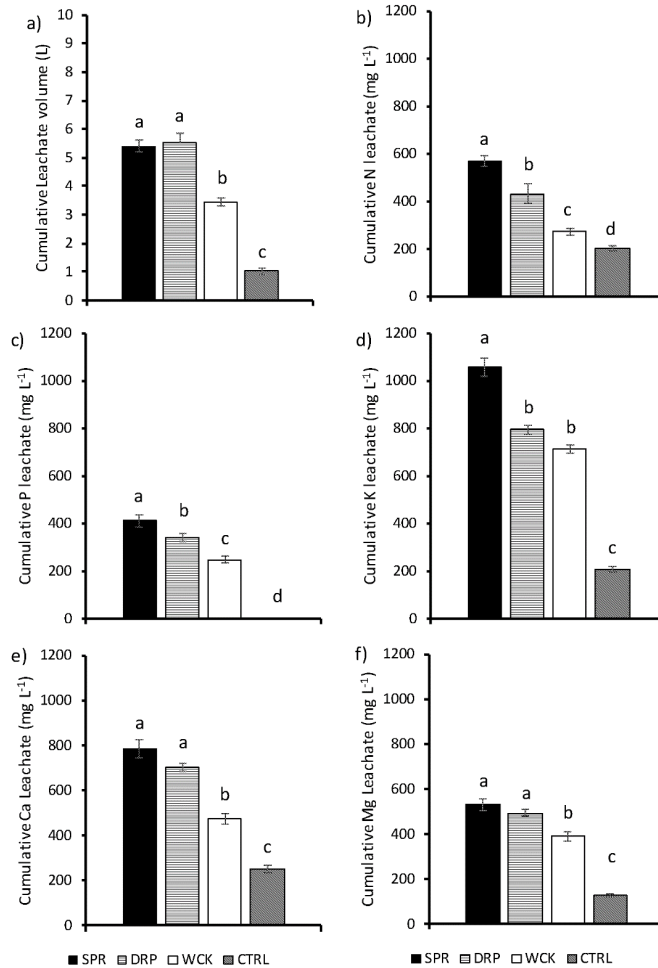 a)
Cumulative Leachate volume (L)
10
9
8
7
6
5
4
3
2
1
0
a
a
b
c
b)
Cumulative N leachate (mg L-1)
1200
1000
800
600
400
200
0
a
b
c
d
c)
Cumulative P leachate (mg L-1)
1200
1000
800
600
400
200
0
a
b
c
d
d)
Cumulative K leachate (mg L-1)
1200
1000
800
600
400
200
0
a
b
b
c
e)
Cumulative Ca Leachate (mg L-1)
1200
1000
800
600
400
200
0
a
a
b
c
f)
Cumulative Mg Leachate (mg L-1)
1200
1000
800
600
400
200
0
a
a
b
c
SPR DRP WCK CTRL
SPR DRP WCK CTRL